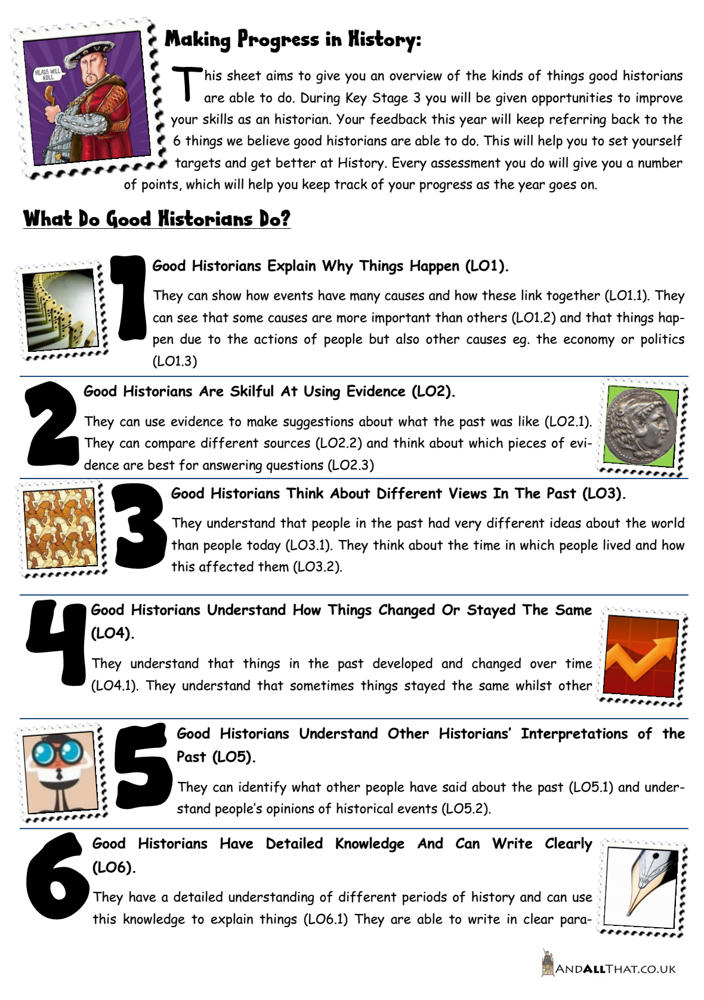 Making Progress in History:
HEADS WILL
ROLL
This sheet aims to give you an overview of the kinds of things good historians
are able to do. During Key Stage 3 you will be given opportunities to improve
your skills as an historian. Your feedback this year will keep referring back to the
6 things we believe good historians are able to do. This will help you to set yourself
targets and get better at History. Every assessment you do will give you a number
of points, which will help you keep track of your progress as the year goes on.
What Do Good Historians Do?
1
Good Historians Explain Why Things Happen (LO1).
They can show how events have many causes and how these link together (LO1.1). They
can see that some causes are more important than others (LO1.2) and that things hap-
pen due to the actions of people but also other causes eg. the economy or politics
(LO1.3)
2
Good Historians Are Skilful At Using Evidence (LO2).
They can use evidence to make suggestions about what the past was like (LO2.1).
They can compare different sources (LO2.2) and think about which pieces of evi-
dence are best for answering questions (LO2.3)
3
Good Historians Think About Different Views In The Past (LO3).
They understand that people in the past had very different ideas about the world
than people today (LO3.1). They think about the time in which people lived and how
this affected them (LO3.2).
4
Good Historians Understand How Things Changed Or Stayed The Same
(LO4).
They understand that things in the past developed and changed over time
(LO4.1). They understand that sometimes things stayed the same whilst other
5
Good Historians Understand Other Historians' Interpretations of the
Past (LO5).
They can identify what other people have said about the past (LO5.1) and under-
stand people's opinions of historical events (LO5.2).
6
Good Historians Have Detailed Knowledge And Can Write Clearly
(LO6).
They have a detailed understanding of different periods of history and can use
this knowledge to explain things (LO6.1) They are able to write in clear para-
ANDALLTHAT.CO.UK